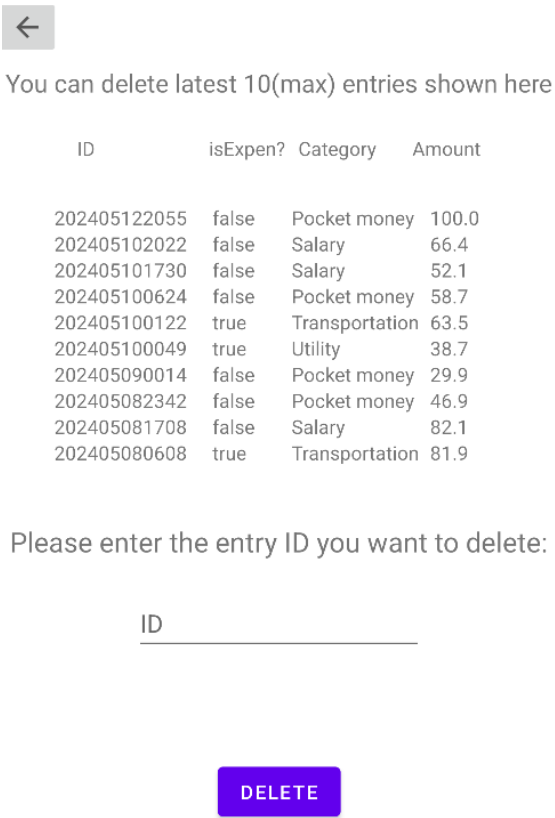 You can delete latest 10(max) entries shown here
ID isExpen? Category Amount
202405122055 false Pocket money 100.0
202405102022 false Salary 66.4
202405101730 false Salary 52.1
202405100624 false Pocket money 58.7
202405100122 true Transportation 63.5
202405100049 true Utility 38.7
202405090014 false Pocket money 29.9
202405082342 false Pocket money 46.9
202405081708 false Salary 82.1
202405080608 true Transportation 81.9
Please enter the entry ID you want to delete:
ID
DELETE